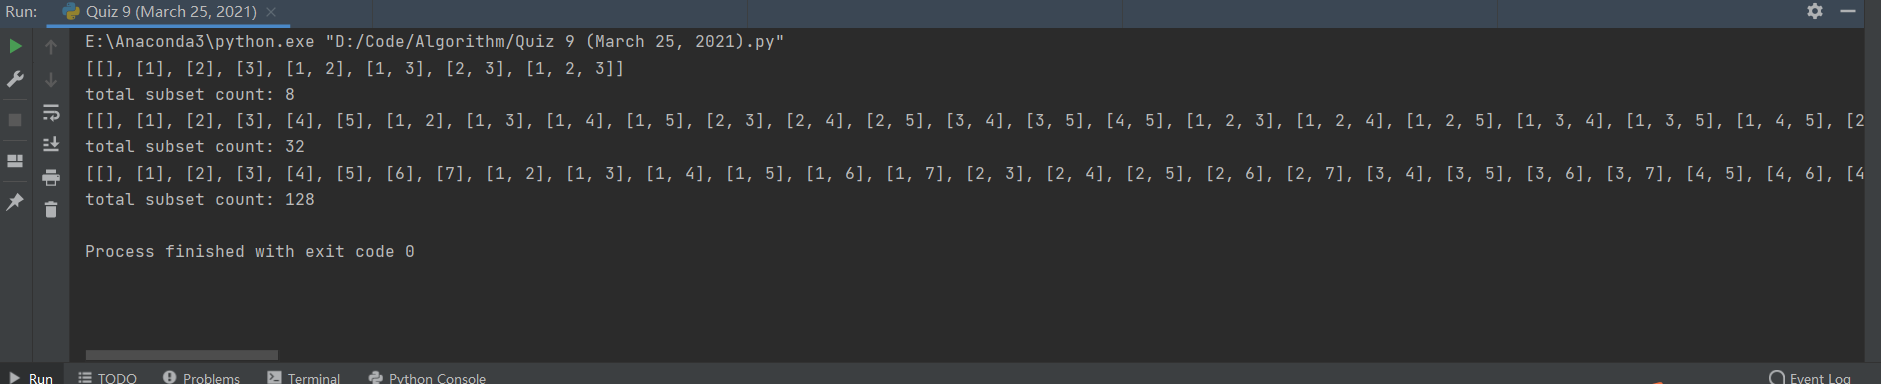 Run: Quiz 9 (March 25, 2021)
E:\Anaconda3\python.exe "D:/Code/Algorithm/Quiz 9 (March 25, 2021).py"
[[], [1], [2], [3], [1, 2], [1, 3], [2, 3], [1, 2, 3]]
total subset count: 8
[[], [1], [2], [3], [4], [5], [1, 2], [1, 3], [1, 4], [1, 5], [2, 3], [2, 4], [2, 5], [3, 4], [3, 5], [4, 5], [1, 2, 3], [1, 2, 4], [1, 2, 5], [1, 3, 4], [1, 3, 5], [1, 4, 5], [2
total subset count: 32
[[], [1], [2], [3], [4], [5], [6], [7], [1, 2], [1, 3], [1, 4], [1, 5], [1, 6], [1, 7], [2, 3], [2, 4], [2, 5], [2, 6], [2, 7], [3, 4], [3, 5], [3, 6], [3, 7], [4, 5], [4, 6], [4
total subset count: 128
Process finished with exit code 0
Run TODO Problems Terminal Python Console Event Log